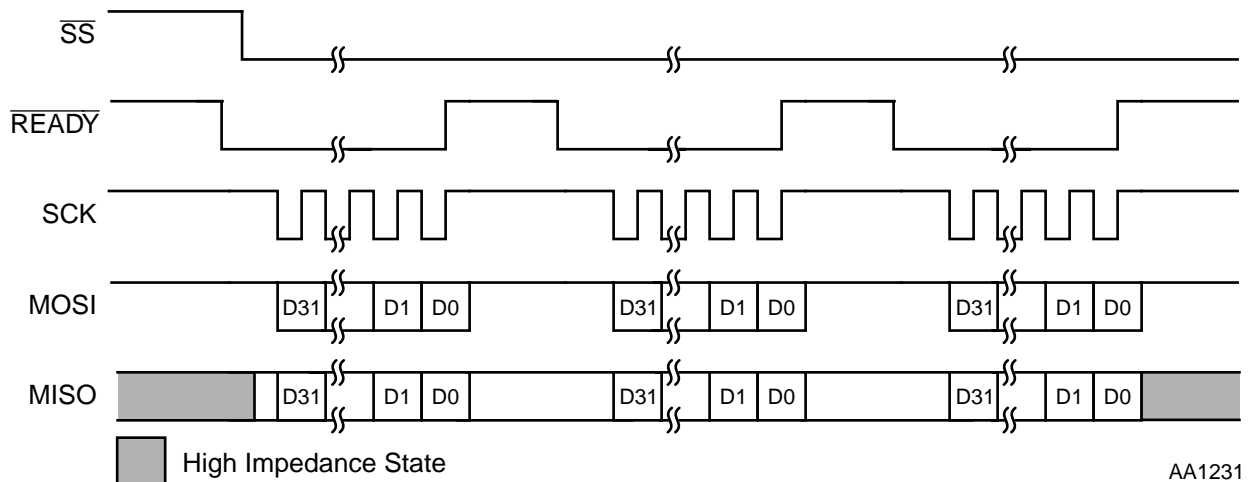 SS
READY
SCK
MOSI D31 D1 D0 D31 D1 D0 D31 D1 D0
MISO D31 D1 D0 D31 D1 D0 D31 D1 D0
High Impedance State
AA1231